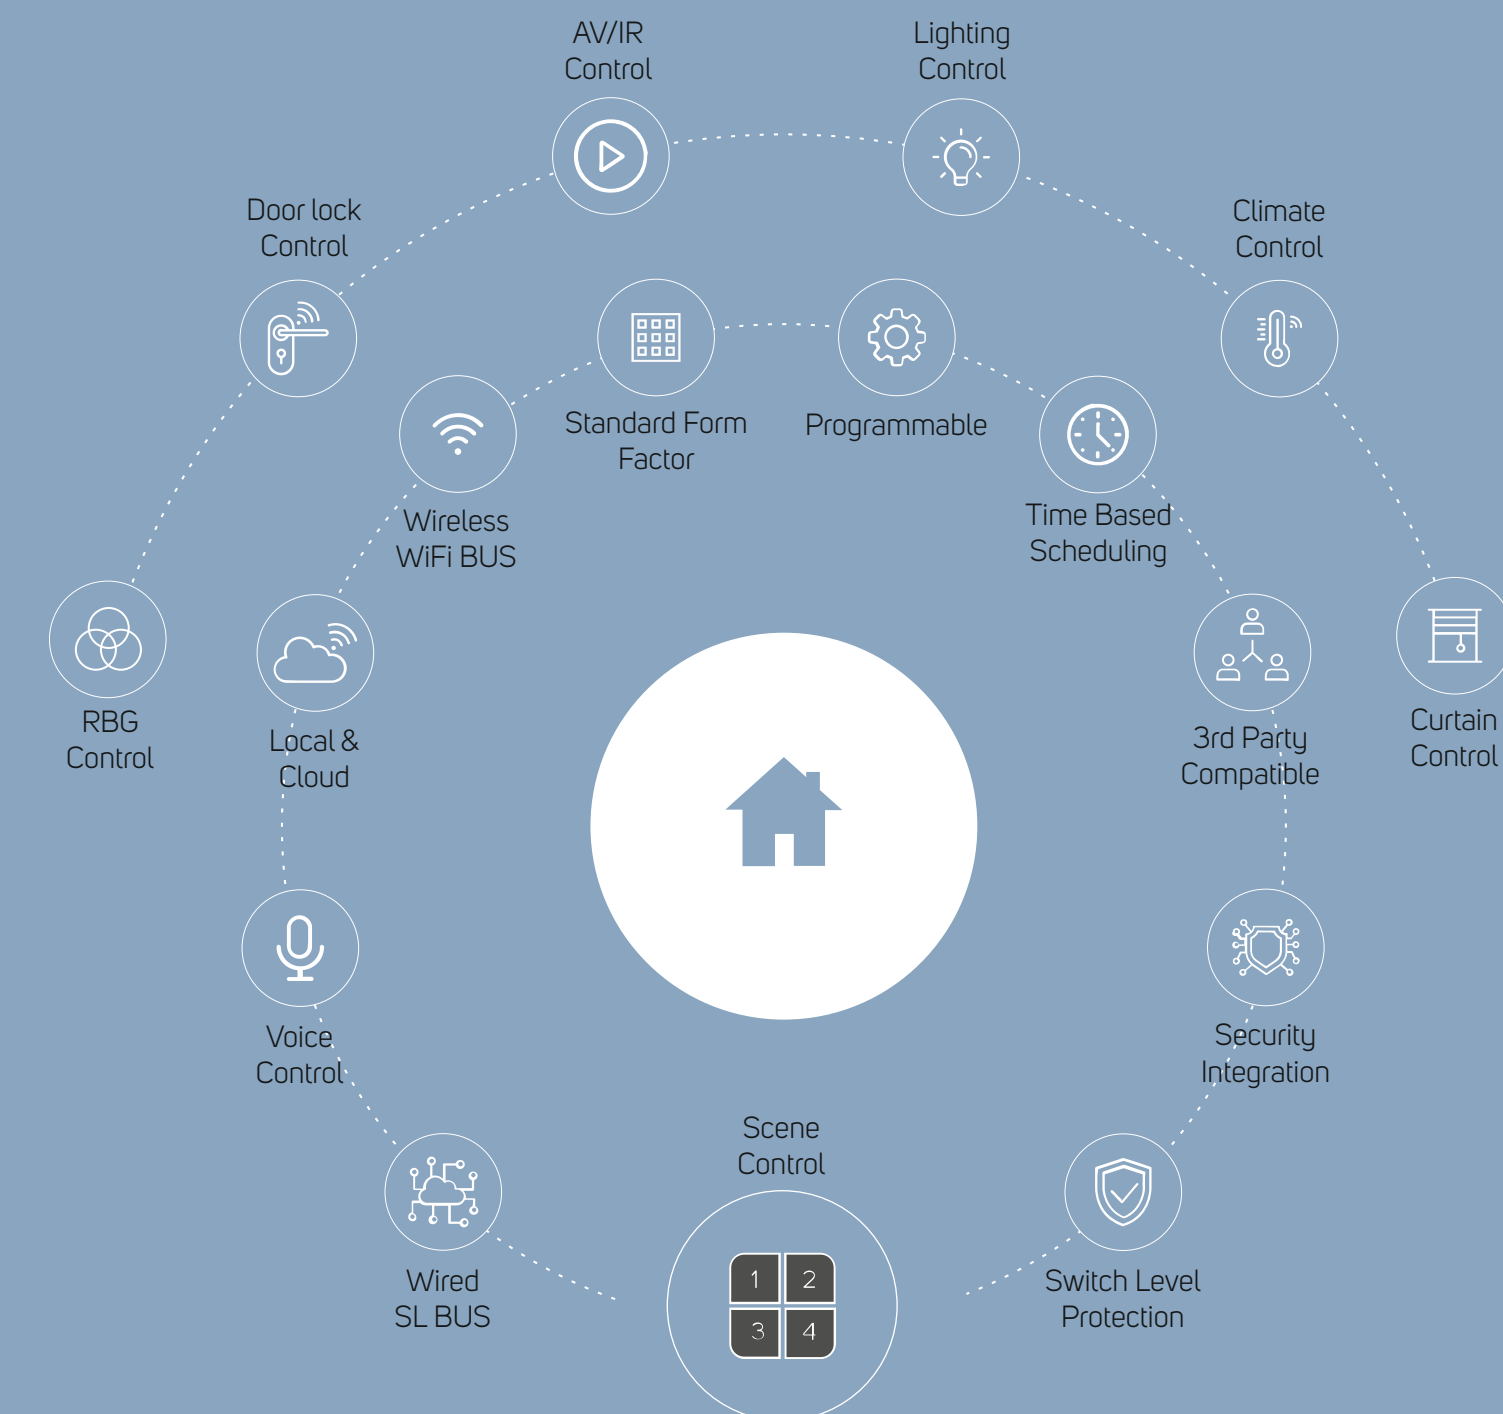 AV/IR
Control
Lighting
Control
Door lock
Control
Climate
Control
Standard Form
Factor
Programmable
Wireless
WiFi BUS
Time Based
Scheduling
RBG
Control
Local &
Cloud
3rd Party
Compatible
Curtain
Control
Voice
Control
Security
Integration
Scene
Control
Wired
SL BUS
1 2
3 4
Switch Level
Protection